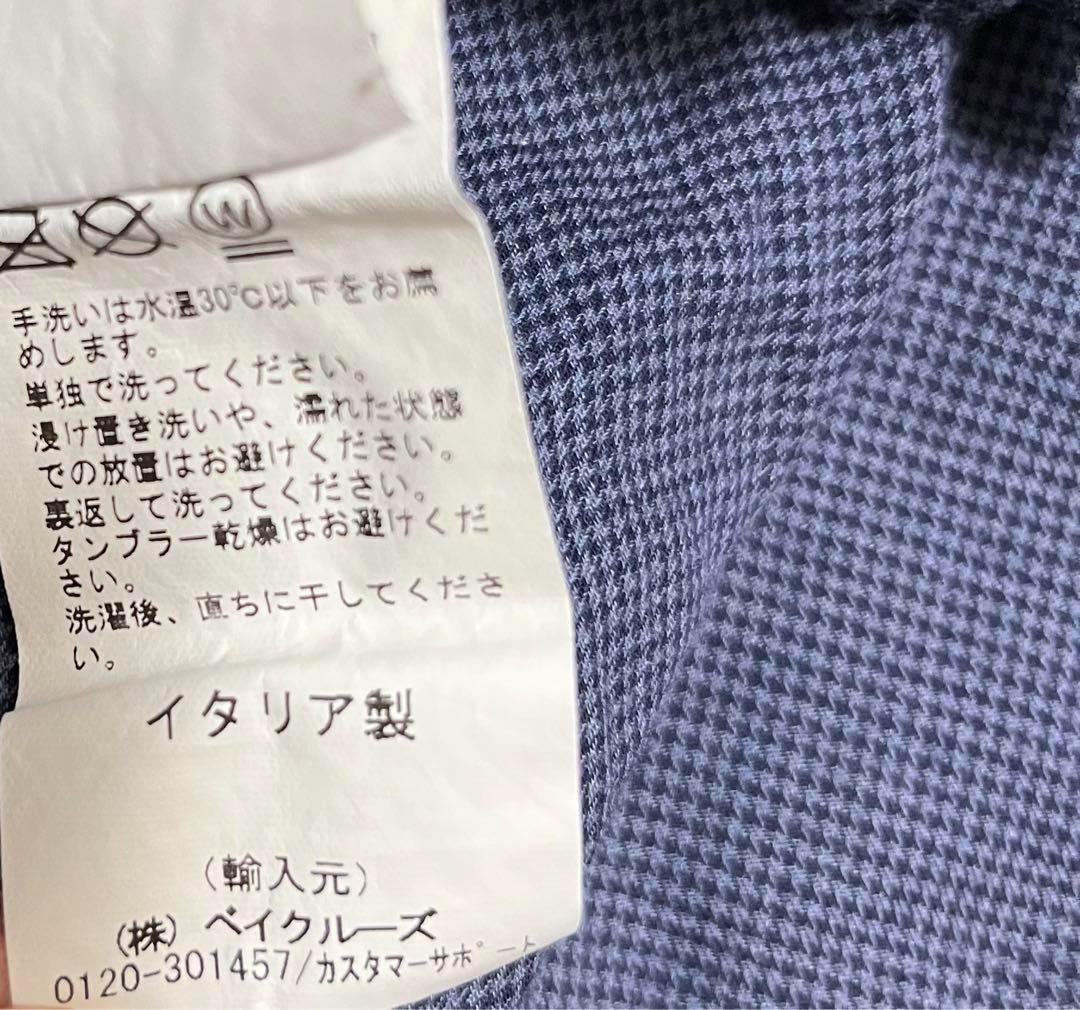 W
手洗いは水温30℃以下をお薦
めします。
単独で洗ってください。
浸け置き洗いや、濡れた状態
での放置はお避けください。
裏返して洗ってください。
タンブラー乾燥はお避けくだ
さい。
洗濯後、直ちに干してくださ
い。
イタリア製
(輸入元)
(株) ベイクルーズ
0120-301457/カスタマーサポート